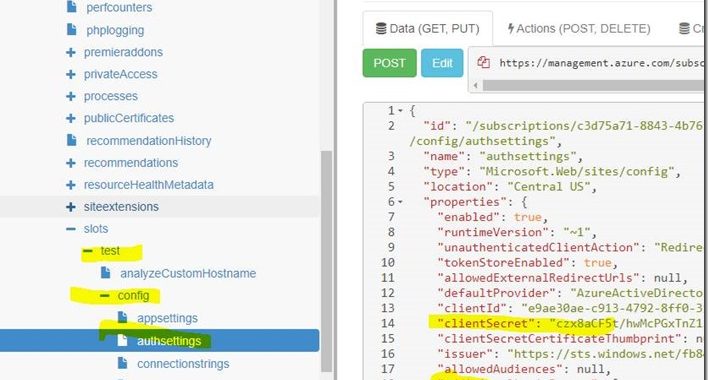 perfcounters
phplogging
premieraddons
privateAccess
processes
publicCertificates
recommendationHistory
recommendations
resourceHealthMetadata
siteextensions
slots
test
analyzeCustomHostname
config
appsettings
authsettings
connectionstrings
Data (GET, PUT)
Actions (POST, DELETE)
POST
Edit
https://management.azure.com/subsc
1 {
2 "id": "/subscriptions/c3d75a71-8843-4b76
/config/authsettings",
3 "name": "authsettings",
4 "type": "Microsoft.Web/sites/config",
5 "location": "Central US",
6 "properties": {
7 "enabled": true,
8 "runtimeVersion": "~1",
9 "unauthenticatedClientAction": "Redire
10 "tokenStoreEnabled": true,
11 "allowedExternalRedirectUrls": null,
12 "defaultProvider": "AzureActiveDirecto
13 "clientId": "e9ae30ae-c913-4792-8ff0-3
14 "clientSecret": "czx8aCF5t/hwMcPGxTnZ1
15 "clientSecretCertificateThumbprint": n
16 "issuer": "https://sts.windows.net/fb8
17 "allowedAudiences": null,